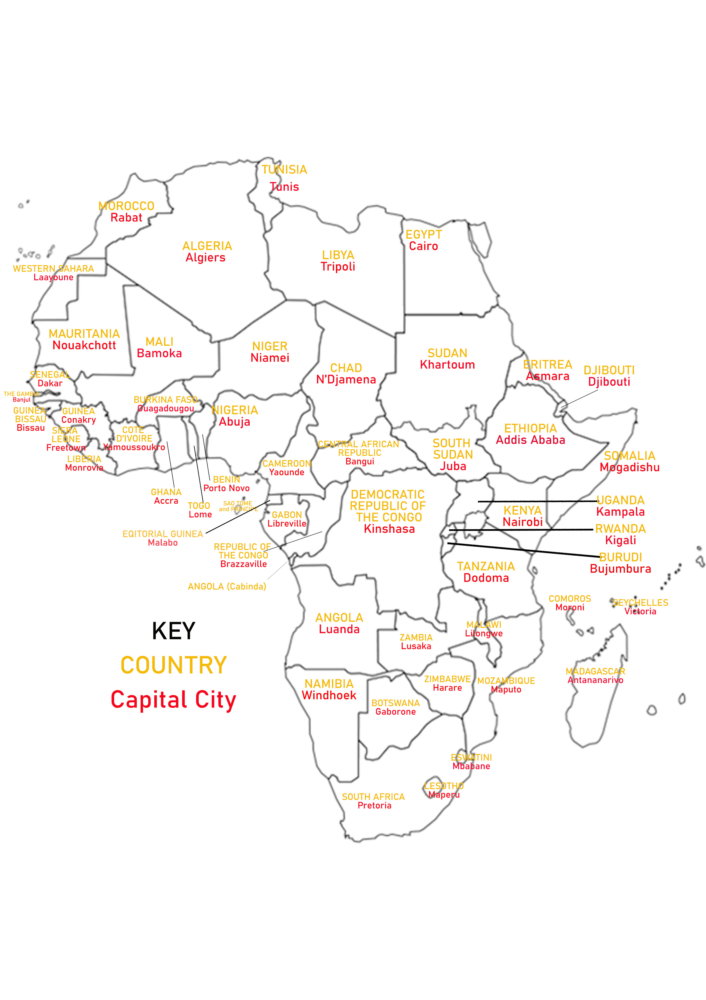 TUNISIA
Tunis
MOROCCO
Rabat
ALGERIA
Algiers
LIBYA
Tripoli
EGYPT
Cairo
WESTERN SAHARA
Laayoune
MAURITANIA
Nouakchott
MALI
Bamoka
NIGER
Niamei
CHAD
N'Djamena
SUDAN
Khartoum
ERITREA
Asmara
DJIBOUTI
Djibouti
SENEGAL
Dakar
THE GAMBIA
Banjul
GUINEA
BISSAU
Bissau
GUINEA
Conakry
BURKINA FASO
Ouagadougou
NIGERIA
Abuja
SIERA
LEONE
Freetown
COTE
D'IVOIRE
Yamoussoukro
LIBERIA
Monrovia
CENTRAL AFRICAN
REPUBLIC
Bangui
SOUTH
SUDAN
Juba
ETHIOPIA
Addis Ababa
SOMALIA
Mogadishu
CAMEROON
Yaounde
BENIN
Porto Novo
GHANA
Accra
TOGO
Lome
SAO TOME
and PRINCIPE
GABON
Libreville
DEMOCRATIC
REPUBLIC OF
THE CONGO
Kinshasa
UGANDA
Kampala
KENYA
Nairobi
RWANDA
Kigali
EQITORIAL GUINEA
Malabo
REPUBLIC OF
THE CONGO
Brazzaville
BURUDI
Bujumbura
TANZANIA
Dodoma
ANGOLA (Cabinda)
COMOROS
Moroni
SEYCHELLES
Victoria
ANGOLA
Luanda
ZAMBIA
Lusaka
MALAWI
Lilongwe
KEY
COUNTRY
Capital City
NAMIBIA
Windhoek
ZIMBABWE
Harare
MOZAMBIQUE
Maputo
MADAGASCAR
Antananarivo
BOTSWANA
Gaborone
ESWATINI
Mbabane
LESOTHO
Maperu
SOUTH AFRICA
Pretoria